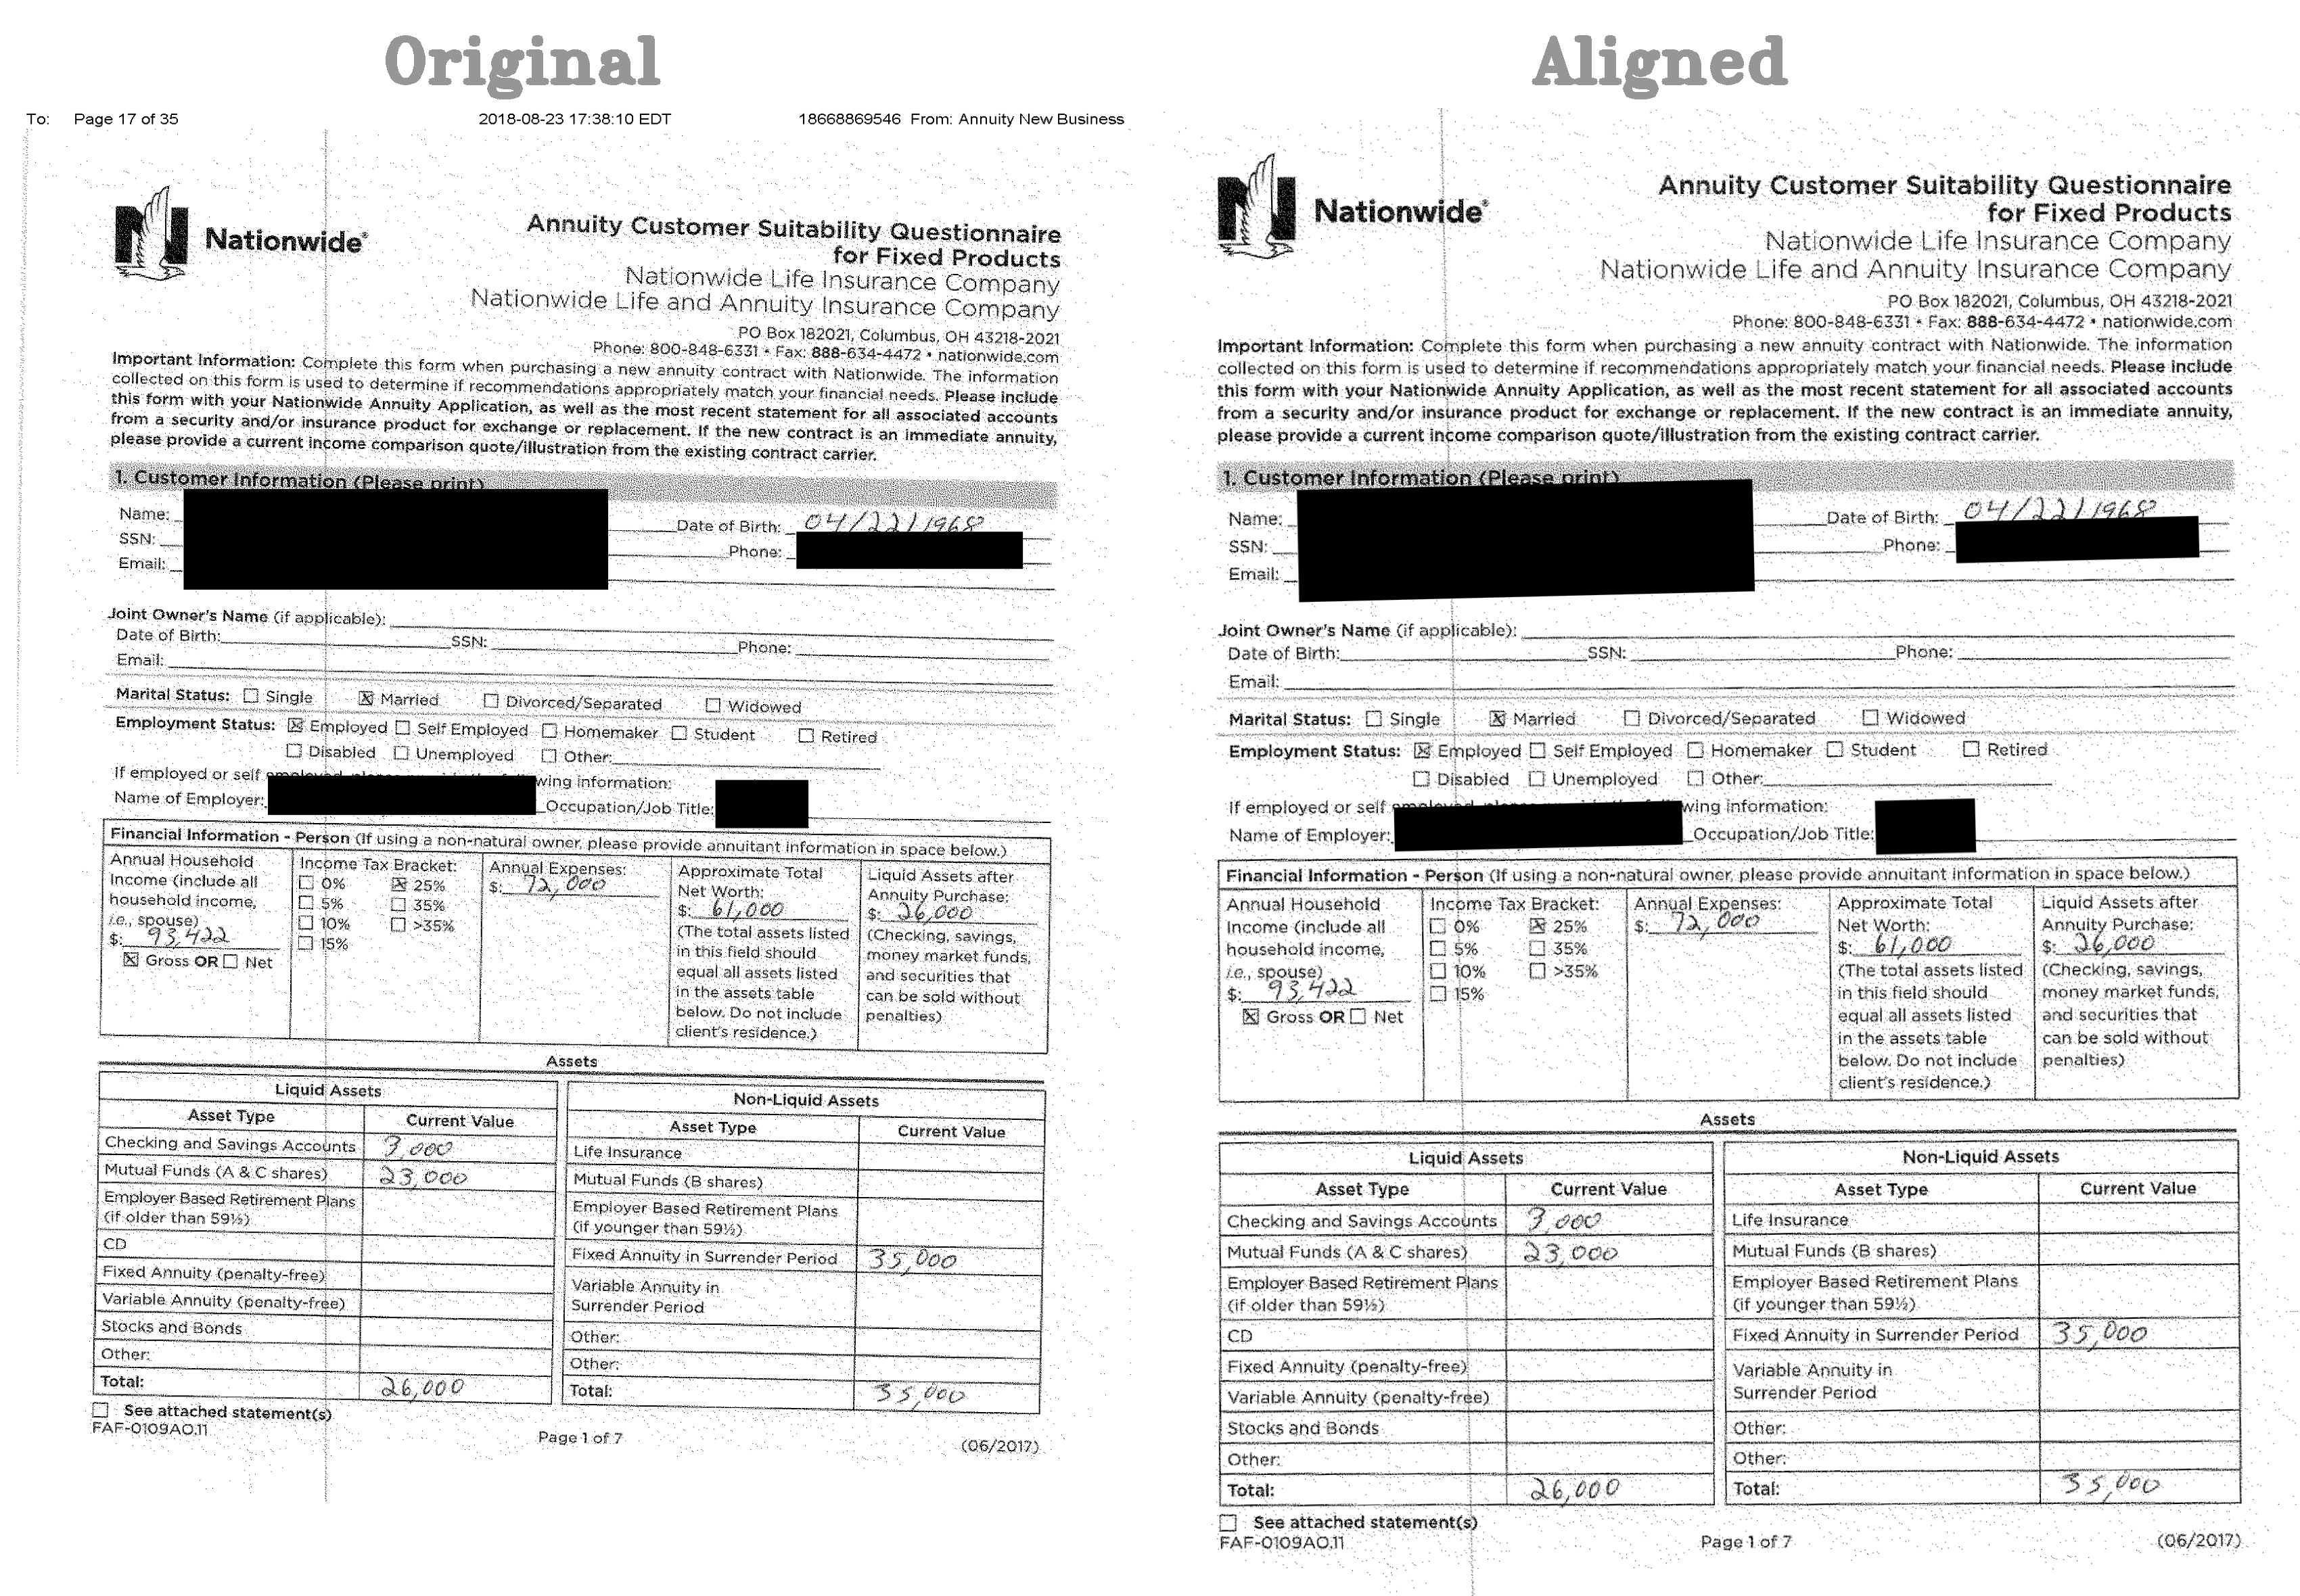 Original
To: Page 17 of 35 2018-08-23 17:38:10 EDT 18668869546 From: Annuity New Business
Nationwide®
Annuity Customer Suitability Questionnaire
for Fixed Products
Nationwide Life Insurance Company
Nationwide Life and Annuity Insurance Company
PO Box 182021, Columbus, OH 43218-2021
Phone: 800-848-6331 • Fax: 888-634-4472 • nationwide.com
Important Information: Complete this form when purchasing a new annuity contract with Nationwide. The information
collected on this form is used to determine if recommendations appropriately match your financial needs. Please include
this form with your Nationwide Annuity Application, as well as the most recent statement for all associated accounts
from a security and/or insurance product for exchange or replacement. If the new contract is an immediate annuity,
please provide a current income comparison quote/illustration from the existing contract carrier.
1. Customer Information (Please print)
Name: Date of Birth: 04/22/1968
SSN: Phone:
Email:
Joint Owner's Name (if applicable):
Date of Birth: SSN: Phone:
Email:
Marital Status: ☐ Single ☒ Married ☐ Divorced/Separated ☐ Widowed
Employment Status: ☒ Employed ☐ Self Employed ☐ Homemaker ☐ Student ☐ Retired
☐ Disabled ☐ Unemployed ☐ Other:
If employed or self wing information:
Name of Employer: Occupation/Job Title:
Financial Information - Person (If using a non-natural owner, please provide annuitant information in space below.)
Annual Household
Income (include all
household income,
i.e., spouse)
$: 93,422
☒ Gross OR ☐ Net
Income Tax Bracket:
☐ 0% ☒ 25%
☐ 5% ☐ 35%
☐ 10% ☐ >35%
☐ 15%
Annual Expenses:
$: 72,000
Approximate Total
Net Worth:
$: 61,000
(The total assets listed
in this field should
equal all assets listed
in the assets table
below. Do not include
client's residence.)
Liquid Assets after
Annuity Purchase:
$: 26,000
(Checking, savings,
money market funds,
and securities that
can be sold without
penalties)
Assets
Liquid Assets
Asset Type Current Value
Checking and Savings Accounts 3,000
Mutual Funds (A & C shares) 23,000
Employer Based Retirement Plans
(if older than 59½)
CD
Fixed Annuity (penalty-free)
Variable Annuity (penalty-free)
Stocks and Bonds
Other:
Total: 26,000
Non-Liquid Assets
Asset Type Current Value
Life Insurance
Mutual Funds (B shares)
Employer Based Retirement Plans
(if younger than 59½)
Fixed Annuity in Surrender Period 35,000
Variable Annuity in
Surrender Period
Other:
Other:
Total: 35,000
☐ See attached statement(s)
FAF-0109AO.11 Page 1 of 7 (06/2017)
Aligned
Nationwide®
Annuity Customer Suitability Questionnaire
for Fixed Products
Nationwide Life Insurance Company
Nationwide Life and Annuity Insurance Company
PO Box 182021, Columbus, OH 43218-2021
Phone: 800-848-6331 • Fax: 888-634-4472 • nationwide.com
Important Information: Complete this form when purchasing a new annuity contract with Nationwide. The information
collected on this form is used to determine if recommendations appropriately match your financial needs. Please include
this form with your Nationwide Annuity Application, as well as the most recent statement for all associated accounts
from a security and/or insurance product for exchange or replacement. If the new contract is an immediate annuity,
please provide a current income comparison quote/illustration from the existing contract carrier.
1. Customer Information (Please print)
Name: Date of Birth: 04/22/1968
SSN: Phone:
Email:
Joint Owner's Name (if applicable):
Date of Birth: SSN: Phone:
Email:
Marital Status: ☐ Single ☒ Married ☐ Divorced/Separated ☐ Widowed
Employment Status: ☒ Employed ☐ Self Employed ☐ Homemaker ☐ Student ☐ Retired
☐ Disabled ☐ Unemployed ☐ Other:
If employed or self wing information:
Name of Employer: Occupation/Job Title:
Financial Information - Person (If using a non-natural owner, please provide annuitant information in space below.)
Annual Household
Income (include all
household income,
i.e., spouse)
$: 93,422
☒ Gross OR ☐ Net
Income Tax Bracket:
☐ 0% ☒ 25%
☐ 5% ☐ 35%
☐ 10% ☐ >35%
☐ 15%
Annual Expenses:
$: 72,000
Approximate Total
Net Worth:
$: 61,000
(The total assets listed
in this field should
equal all assets listed
in the assets table
below. Do not include
client's residence.)
Liquid Assets after
Annuity Purchase:
$: 26,000
(Checking, savings,
money market funds,
and securities that
can be sold without
penalties)
Assets
Liquid Assets
Asset Type Current Value
Checking and Savings Accounts 3,000
Mutual Funds (A & C shares) 23,000
Employer Based Retirement Plans
(if older than 59½)
CD
Fixed Annuity (penalty-free)
Variable Annuity (penalty-free)
Stocks and Bonds
Other:
Total: 26,000
Non-Liquid Assets
Asset Type Current Value
Life Insurance
Mutual Funds (B shares)
Employer Based Retirement Plans
(if younger than 59½)
Fixed Annuity in Surrender Period 35,000
Variable Annuity in
Surrender Period
Other:
Other:
Total: 35,000
☐ See attached statement(s)
FAF-0109AO.11 Page 1 of 7 (06/2017)